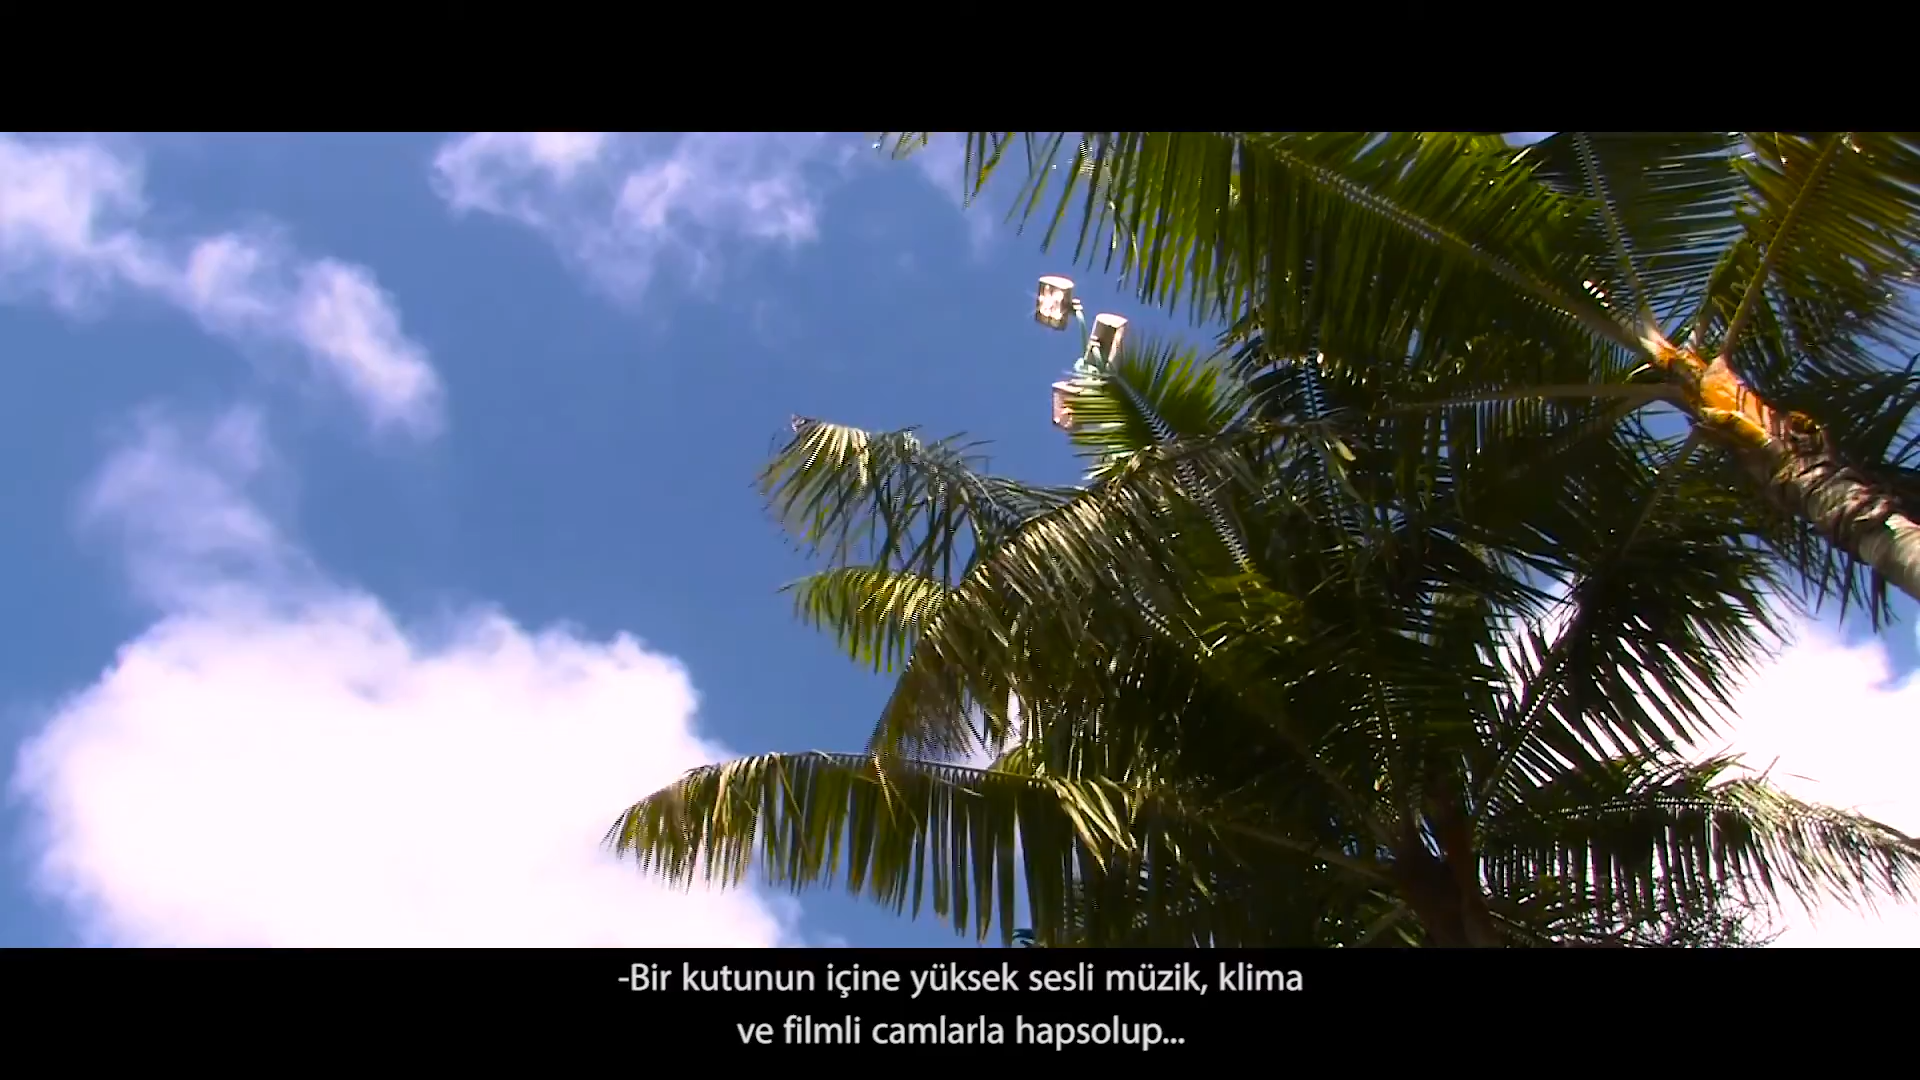 -Bir kutunun içine yüksek sesli müzik, klima
ve filmli camlarla hapsolup...